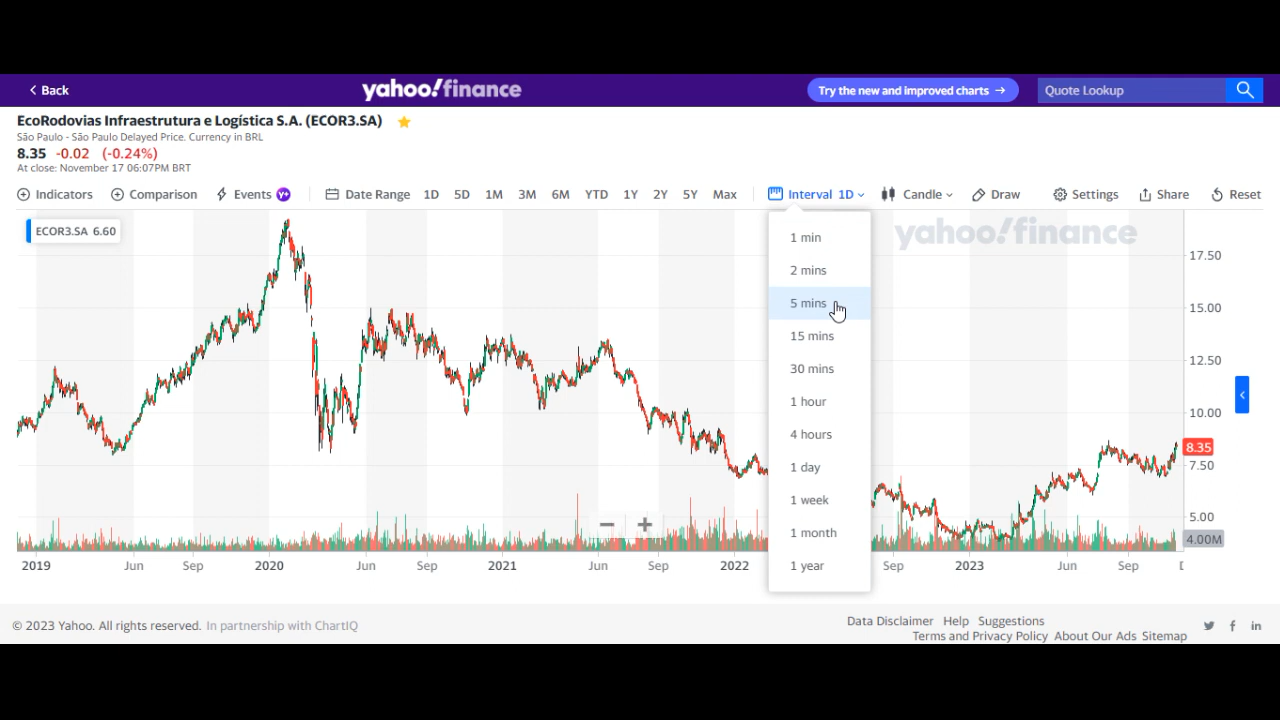 Back
yahoo!finance
Try the new and improved charts →
Quote Lookup
EcoRodovias Infraestrutura e Logística S.A. (ECOR3.SA)
São Paulo - São Paulo Delayed Price. Currency in BRL
8.35 -0.02 (-0.24%)
At close: November 17 06:07PM BRT
Indicators Comparison Events y+ Date Range 1D 5D 1M 3M 6M YTD 1Y 2Y 5Y Max Interval 1D Candle Draw Settings Share Reset
ECOR3.SA 6.60
yahoo!finance
1 min
2 mins
5 mins
15 mins
30 mins
1 hour
4 hours
1 day
1 week
1 month
1 year
17.50
15.00
12.50
10.00
8.35
7.50
5.00
4.00M
2019 Jun Sep 2020 Jun Sep 2021 Jun Sep 2022 Sep 2023 Jun Sep
© 2023 Yahoo. All rights reserved. In partnership with ChartIQ
Data Disclaimer Help Suggestions
Terms and Privacy Policy About Our Ads Sitemap